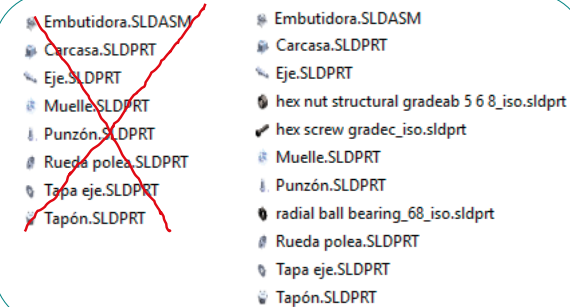 Embutidora.SLDASM
Carcasa.SLDPRT
Eje.SLDPRT
Muelle.SLDPRT
Punzón.SLDPRT
Rueda polea.SLDPRT
Tapa eje.SLDPRT
Tapón.SLDPRT
Embutidora.SLDASM
Carcasa.SLDPRT
Eje.SLDPRT
hex nut structural gradeab 5 6 8_iso.sldprt
hex screw gradec_iso.sldprt
Muelle.SLDPRT
Punzón.SLDPRT
radial ball bearing_68_iso.sldprt
Rueda polea.SLDPRT
Tapa eje.SLDPRT
Tapón.SLDPRT